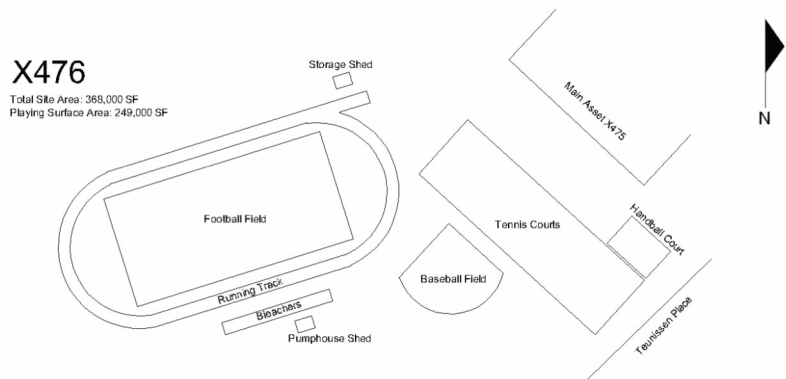 X476
Total Site Area: 368,000 SF
Playing Surface Area: 249,000 SF
Storage Shed
Main Asset X475
N
Football Field
Tennis Courts
Handball Court
Baseball Field
Running Track
Bleachers
Pumphouse Shed
Teunissen Place